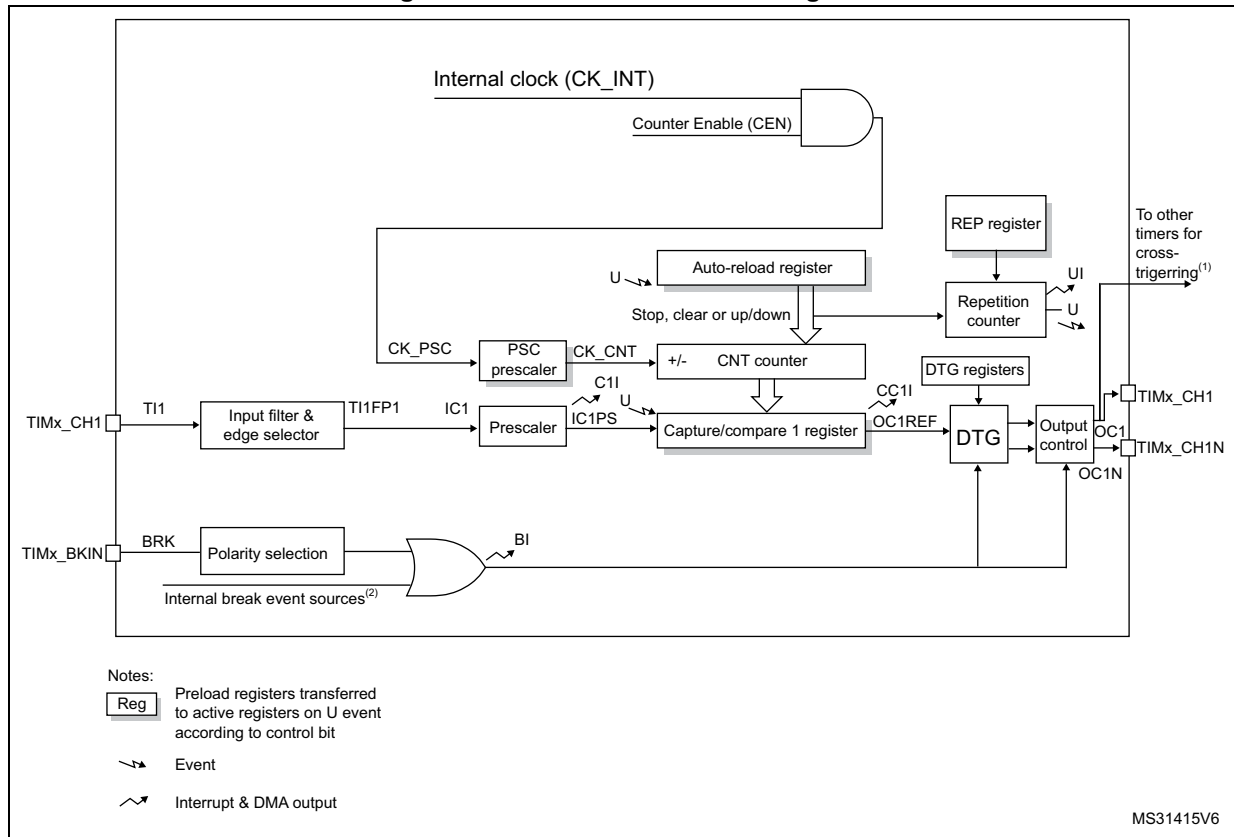 Internal clock (CK_INT)
Counter Enable (CEN)
REP register
To other
timers for
cross-
trigerring(1)
Auto-reload register
U
UI
Stop, clear or up/down
Repetition
counter
U
CK_PSC
PSC
prescaler
CK_CNT
+/- CNT counter
DTG registers
TIMx_CH1
TI1
Input filter &
edge selector
TI1FP1
IC1
Prescaler
C1I
IC1PS
U
Capture/compare 1 register
CC1I
OC1REF
DTG
Output
control
OC1
TIMx_CH1
TIMx_CH1N
OC1N
TIMx_BKIN
BRK
Polarity selection
BI
Internal break event sources(2)
Notes:
Reg
Preload registers transferred
to active registers on U event
according to control bit
Event
Interrupt & DMA output
MS31415V6